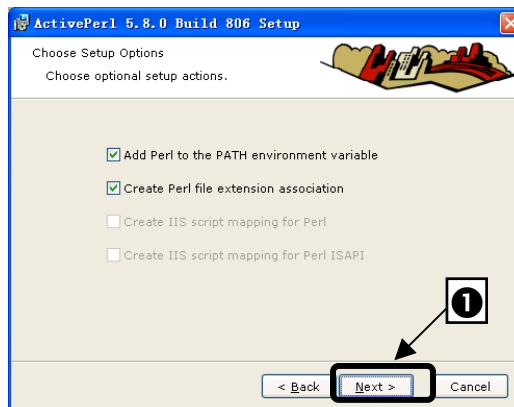 ActivePerl 5.8.0 Build 806 Setup
Choose Setup Options
Choose optional setup actions.
Add Perl to the PATH environment variable
Create Perl file extension association
Create IIS script mapping for Perl
Create IIS script mapping for Perl ISAPI
❶
< Back Next > Cancel